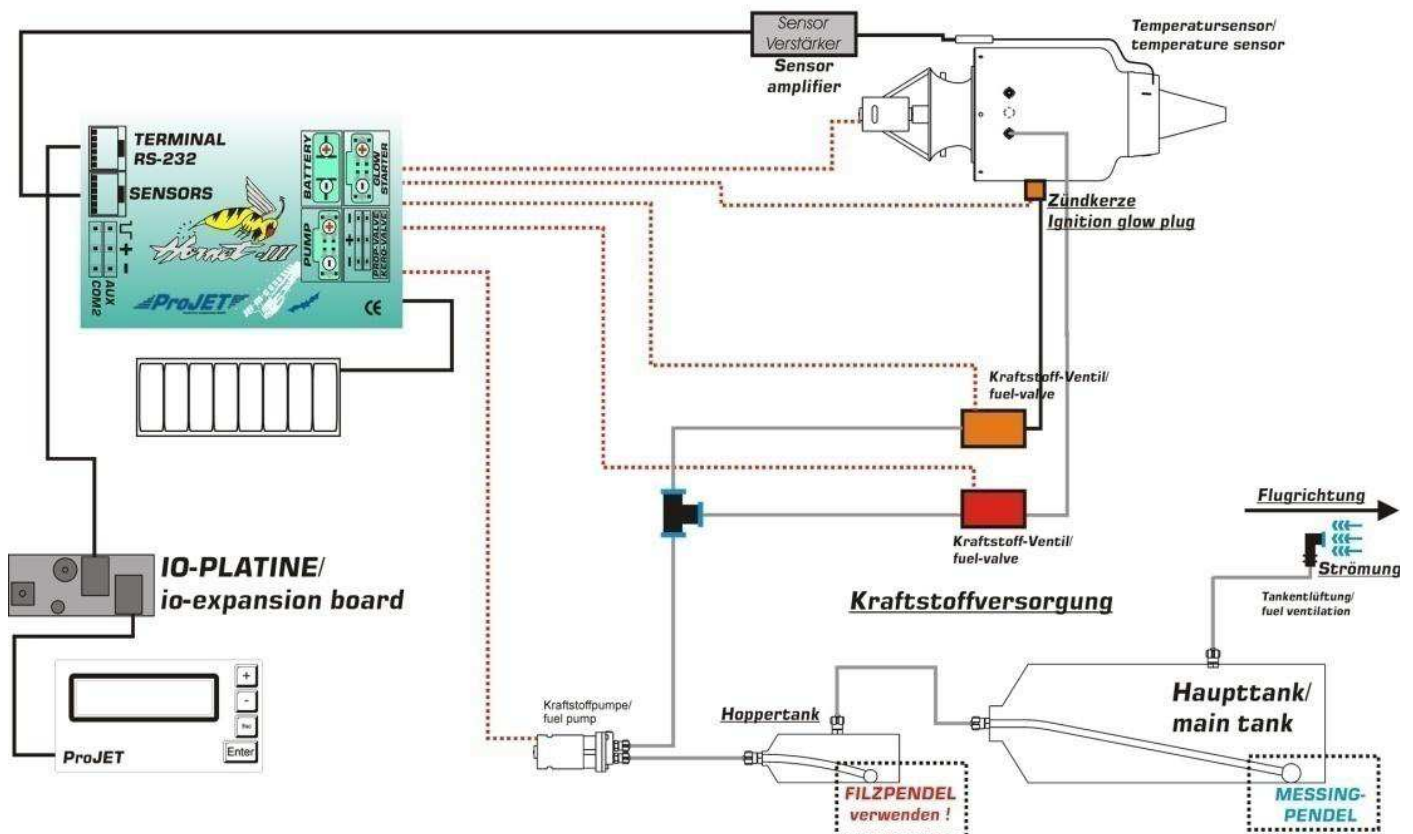 Sensor
Verstärker
Sensor
amplifier
Temperatursensor/
temperature sensor
TERMINAL
RS-232
SENSORS
BATTERY
GLOW
STARTER
PUMP
PROP-VALVE
KERO-VALVE
Hornet-III
AUX
COM2
ProJET
CE
Zündkerze
Ignition glow plug
Kraftstoff-Ventil/
fuel-valve
Kraftstoff-Ventil/
fuel-valve
Flugrichtung
Strömung
Tankentlüftung/
fuel ventilation
IO-PLATINE/
io-expansion board
Kraftstoffversorgung
+
-
Enter
ProJET
Kraftstoffpumpe/
fuel pump
Hoppertank
Haupttank/
main tank
FILZPENDEL
verwenden !
MESSING-
PENDEL